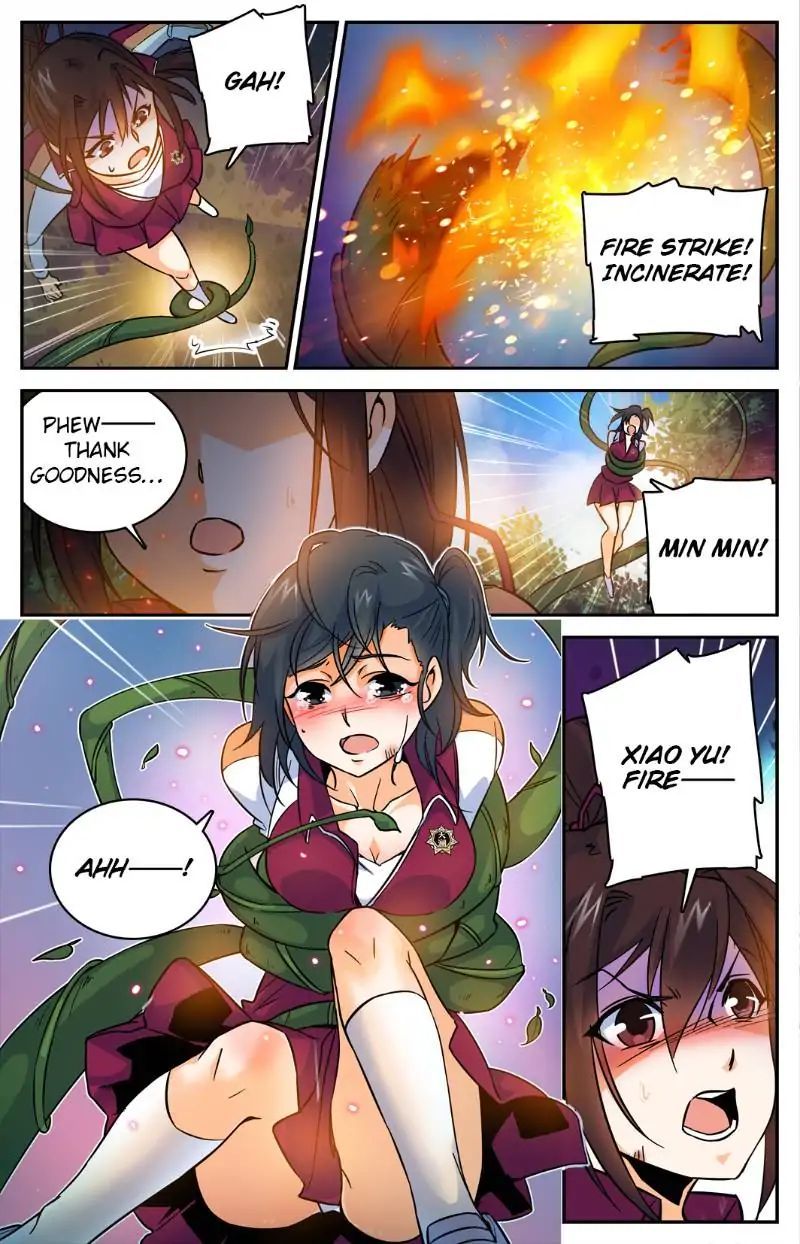 GAH!
FIRE STRIKE!
INCINERATE!
PHEW——
THANK
GOODNESS...
MIN MIN!
XIAO YU!
FIRE——
AHH——!